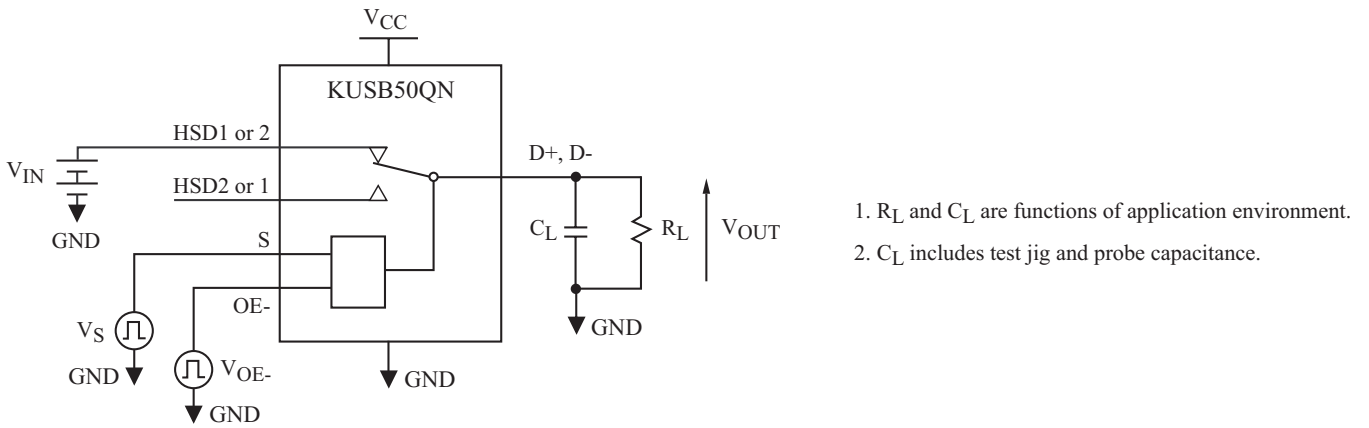 VCC
KUSB50QN
HSD1 or 2
D+, D-
VIN
HSD2 or 1
GND
S
CL
RL
VOUT
OE-
VS
GND
GND
VOE-
GND
GND
1. RL and CL are functions of application environment.
2. CL includes test jig and probe capacitance.